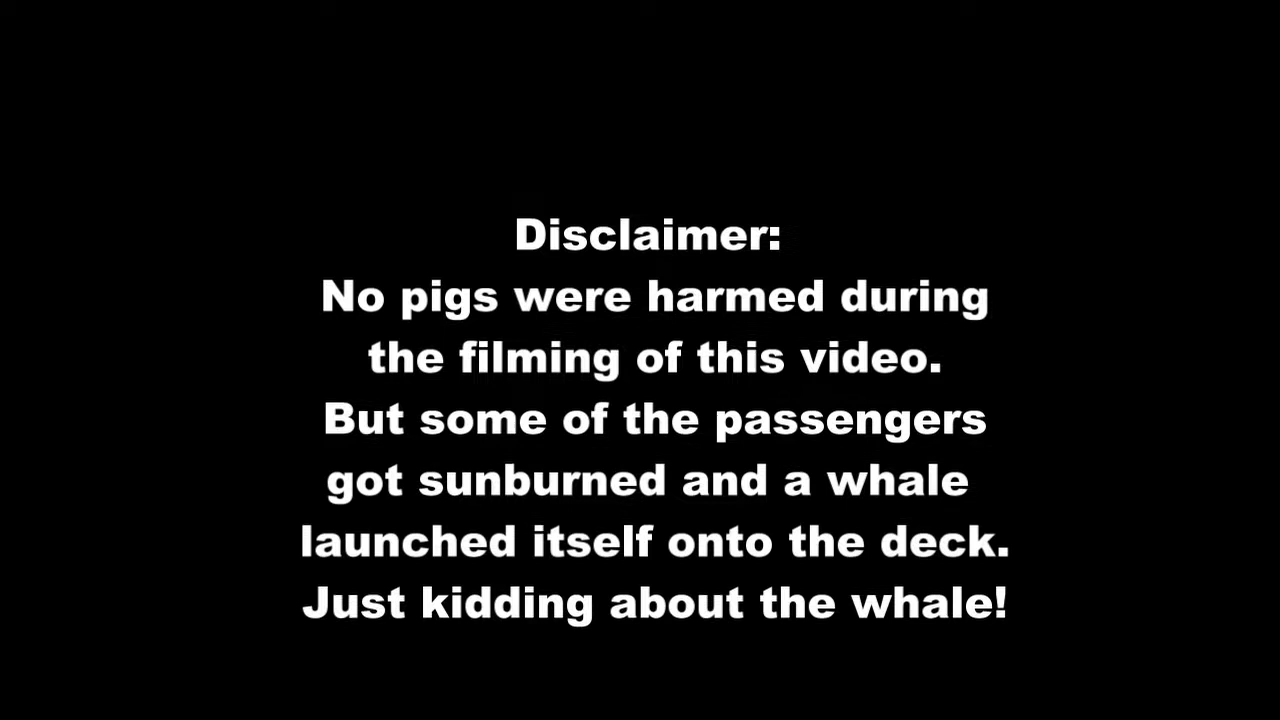 Disclaimer:
No pigs were harmed during
the filming of this video.
But some of the passengers
got sunburned and a whale
launched itself onto the deck.
Just kidding about the whale!